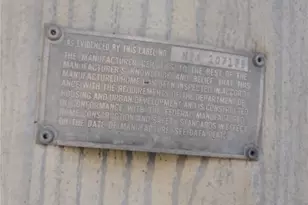 AS EVIDENCED BY THIS LABEL NO.
THE MANUFACTURER CERTIFIES TO THE BEST OF THE
MANUFACTURER'S KNOWLEDGE AND BELIEF THAT THIS
MANUFACTURED HOME HAS BEEN INSPECTED IN ACCORD-
ANCE WITH THE REQUIREMENTS OF THE DEPARTMENT OF
HOUSING AND URBAN DEVELOPMENT AND IS CONSTRUCTED
IN CONFORMANCE WITH THE FEDERAL MANUFACTURED
HOME CONSTRUCTION AND SAFETY STANDARDS IN EFFECT
ON THE DATE OF MANUFACTURE. SEE DATA PLATE.